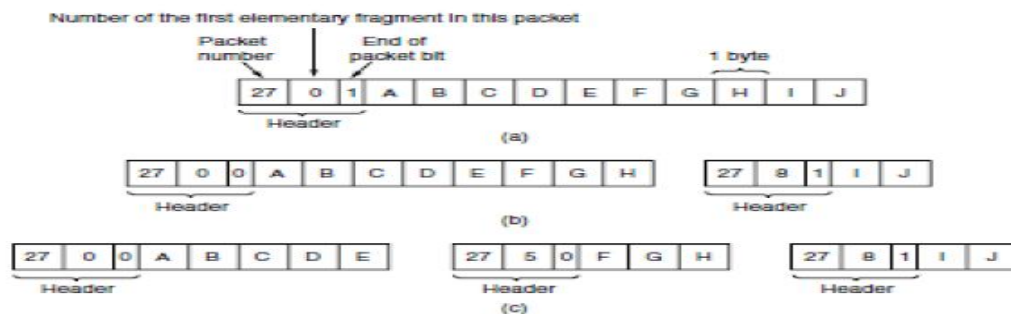 Number of the first elementary fragment in this packet
Packet number
End of packet bit
1 byte
27 0 1 A B C D E F G H I J
Header
(a)
27 0 0 A B C D E F G H
27 8 1 I J
Header
Header
(b)
27 0 0 A B C D E
27 5 0 F G H
27 8 1 I J
Header
Header
Header
(c)